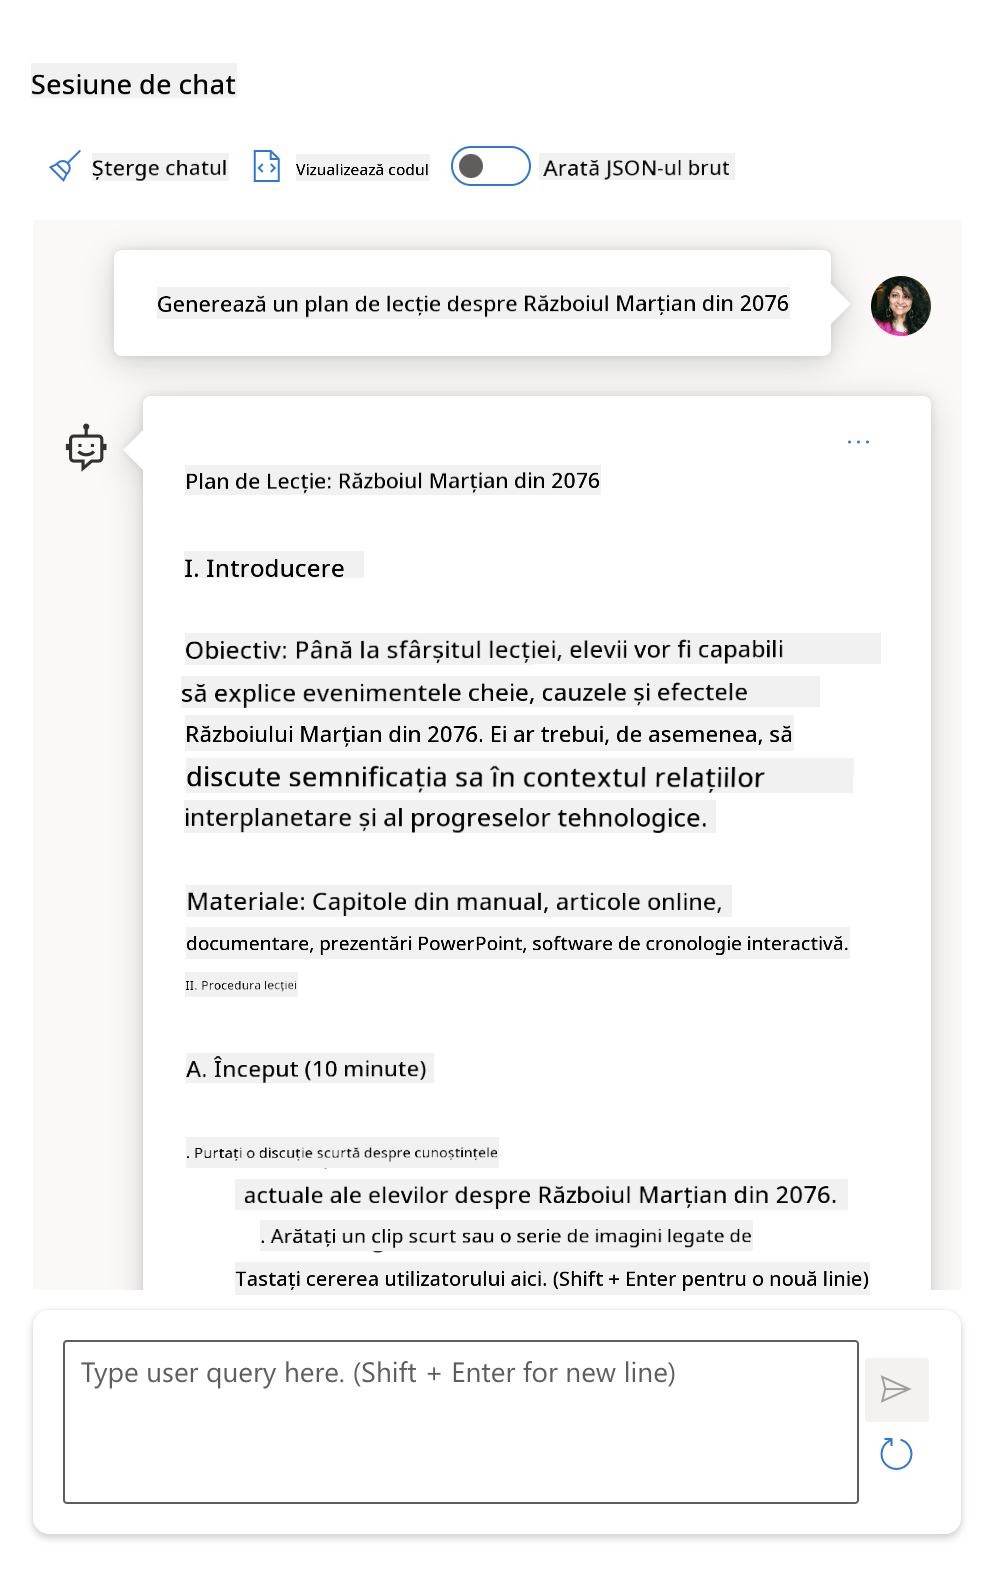 Sesiune de chat
Șterge chatul
Vizualizează codul
Arată JSON-ul brut
Generează un plan de lecție despre Războiul Marțian din 2076
...
Plan de Lecție: Războiul Marțian din 2076
I. Introducere
Obiectiv: Până la sfârșitul lecției, elevii vor fi capabili
să explice evenimentele cheie, cauzele și efectele
Războiului Marțian din 2076. Ei ar trebui, de asemenea, să
discute semnificația sa în contextul relațiilor
interplanetare și al progreselor tehnologice.
Materiale: Capitole din manual, articole online,
documentare, prezentări PowerPoint, software de cronologie interactivă.
II. Procedura lecției
A. Început (10 minute)
. Purtați o discuție scurtă despre cunoștințele
actuale ale elevilor despre Războiul Marțian din 2076.
. Arătați un clip scurt sau o serie de imagini legate de
Tastați cererea utilizatorului aici. (Shift + Enter pentru o nouă linie)
Type user query here. (Shift + Enter for new line)